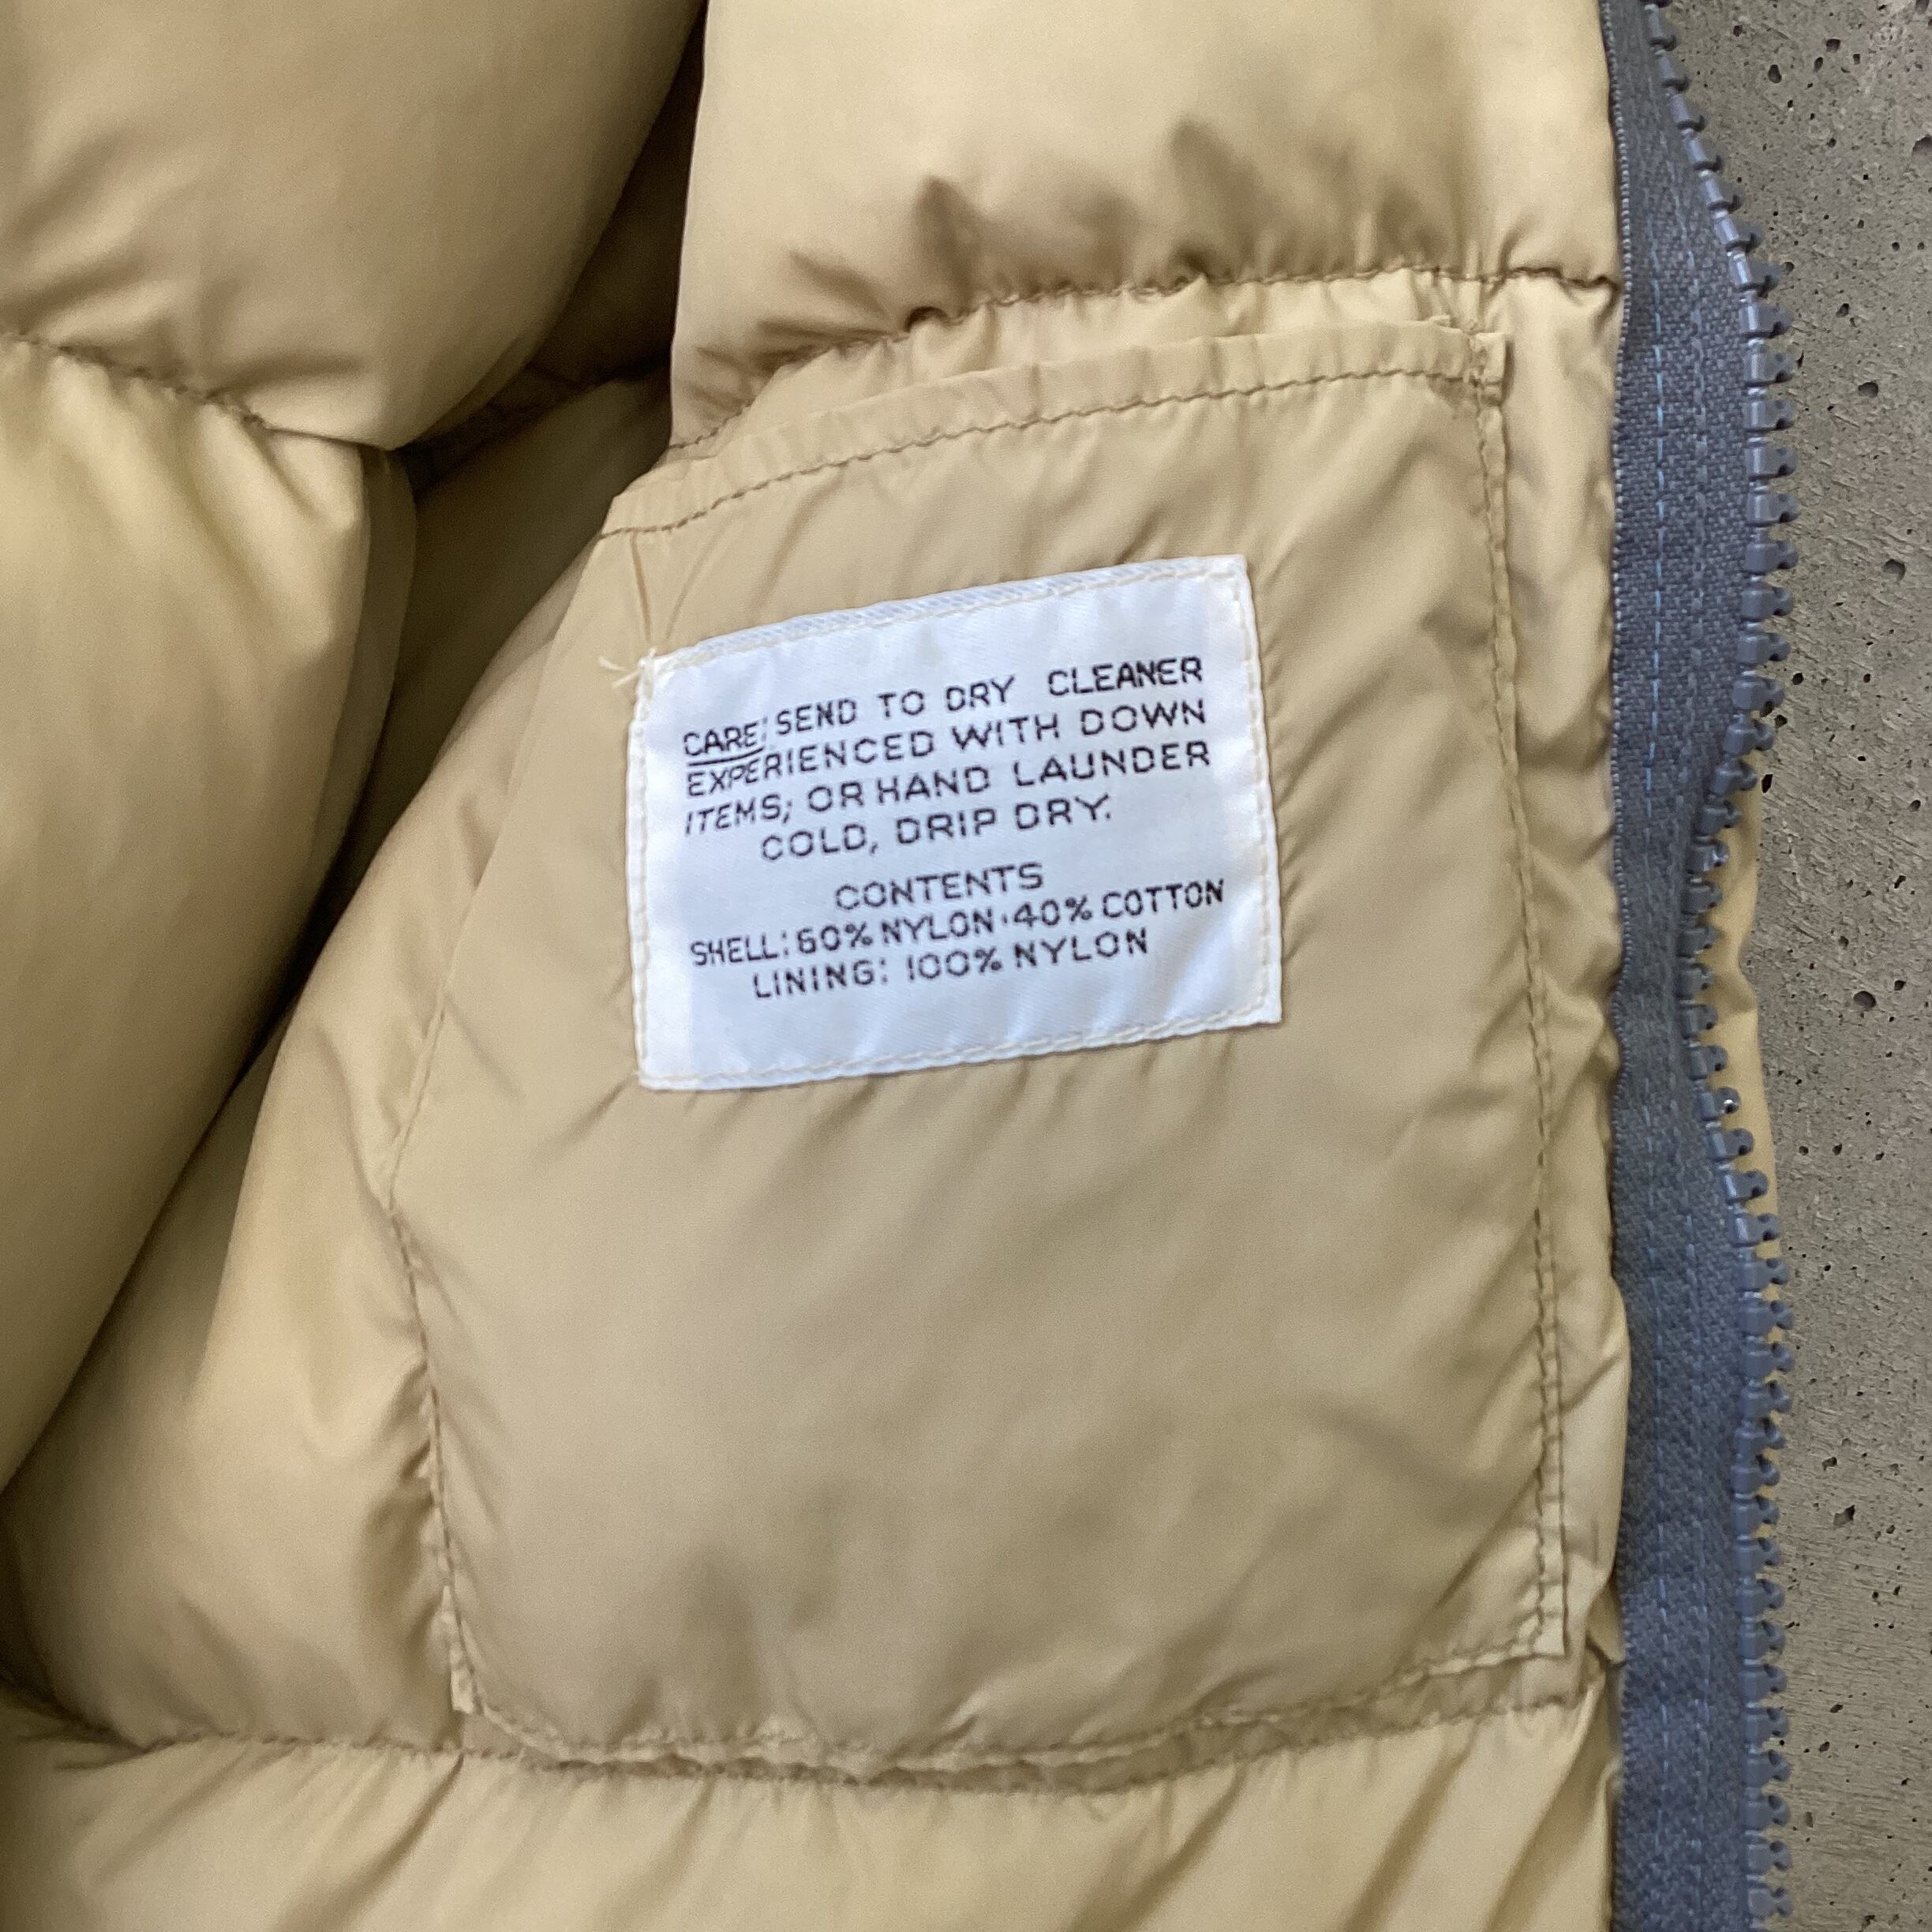 CARE: SEND TO DRY CLEANER
EXPERIENCED WITH DOWN
ITEMS; OR HAND LAUNDER
COLD, DRIP DRY.
CONTENTS
SHELL: 60% NYLON · 40% COTTON
LINING: 100% NYLON